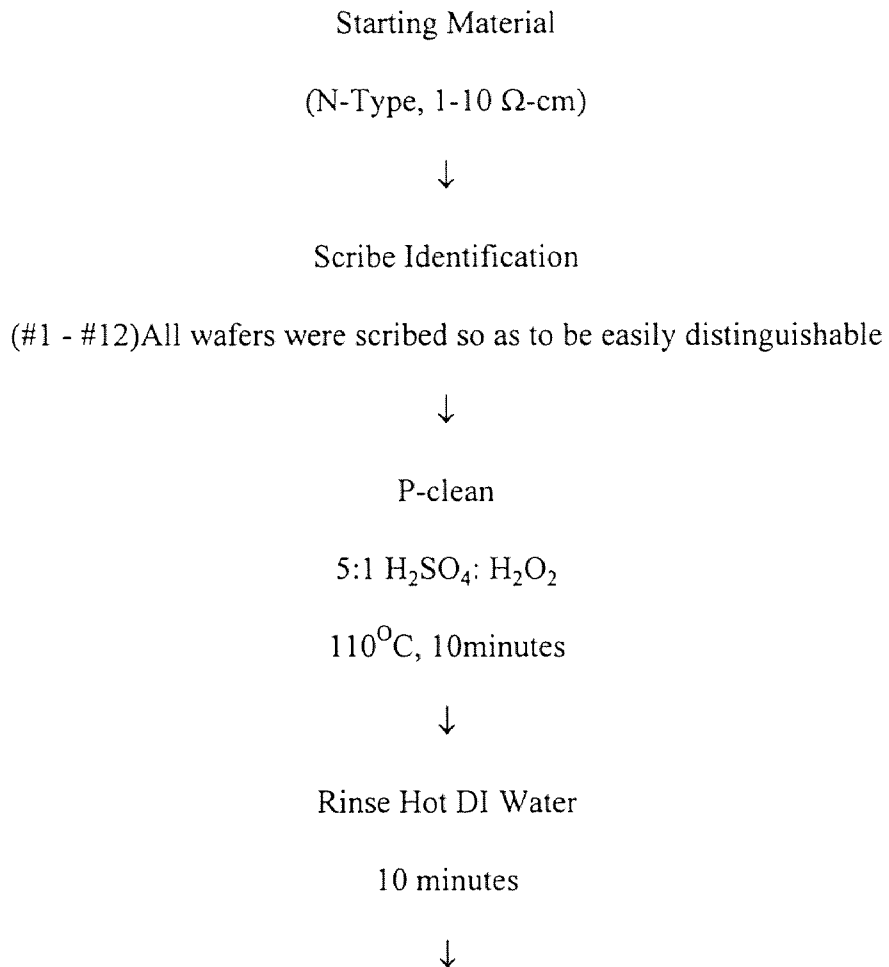 Starting Material
(N-Type, 1-10 Ω-cm)
↓
Scribe Identification
(#1 - #12)All wafers were scribed so as to be easily distinguishable
↓
P-clean
5:1 H₂SO₄: H₂O₂
110⁰C, 10minutes
↓
Rinse Hot DI Water
10 minutes
↓